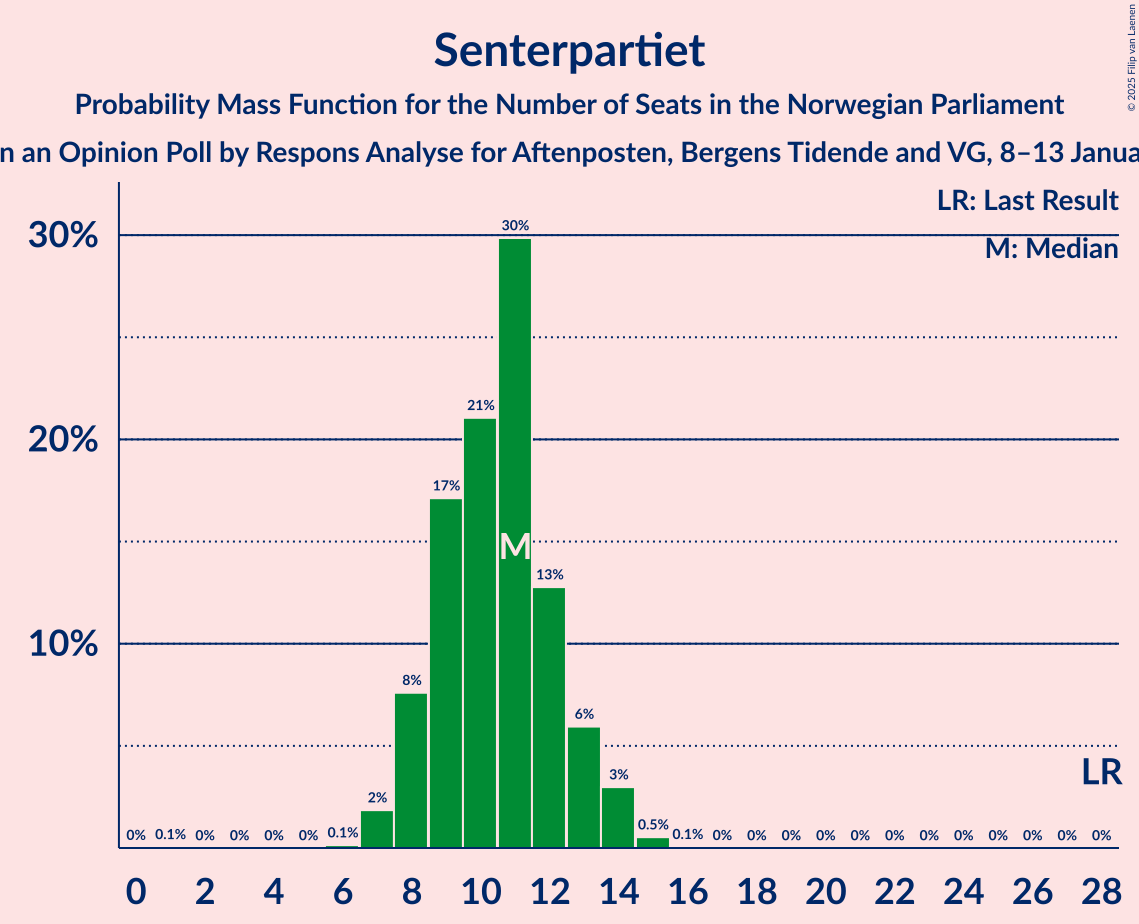 Senterpartiet
Probability Mass Function for the Number of Seats in the Norwegian Parliament
an Opinion Poll by Respons Analyse for Aftenposten, Bergens Tidende and VG, 8–13
© 2025 Filip van Laenen
LR: Last Result
M: Median
30%
20%
10%
30%
21%
17%
M
13%
8%
6%
3%
2%
LR
0% 0.1% 0% 0% 0% 0% 0.1% 0.5% 0.1% 0% 0% 0% 0% 0% 0% 0% 0% 0% 0% 0% 0%
0 2 4 6 8 10 12 14 16 18 20 22 24 26 28